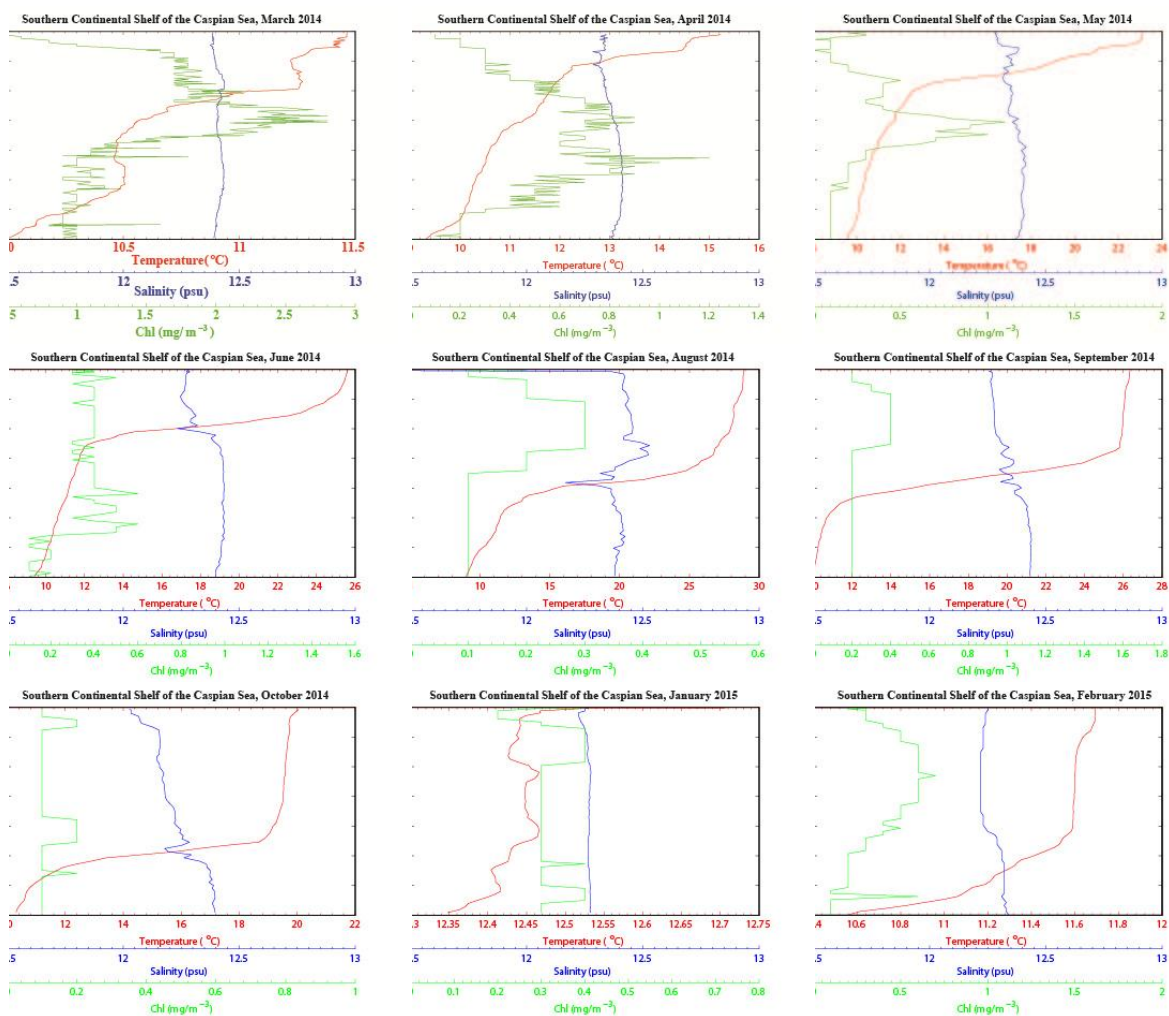 Southern Continental Shelf of the Caspian Sea, March 2014
0 10.5 11 11.5
Temperature(°C)
.5 12 12.5 13
Salinity (psu)
5 1 1.5 2 2.5 3
Chl (mg/m⁻³)
Southern Continental Shelf of the Caspian Sea, April 2014
10 11 12 13 14 15 16
Temperature (°C)
12 12.5 13
Salinity (psu)
0.2 0.4 0.6 0.8 1 1.2 1.4
Chl (mg/m⁻³)
Southern Continental Shelf of the Caspian Sea, May 2014
8 10 12 14 16 18 20 22 24
Temperature (°C)
.5 12 12.5 13
Salinity (psu)
0.5 1 1.5 2
Chl (mg/m⁻³)
Southern Continental Shelf of the Caspian Sea, June 2014
10 12 14 16 18 20 22 24 26
Temperature (°C)
.5 12 12.5 13
Salinity (psu)
0.2 0.4 0.6 0.8 1 1.2 1.4 1.6
Chl (mg/m⁻³)
Southern Continental Shelf of the Caspian Sea, August 2014
10 15 20 25 30
Temperature (°C)
12 12.5 13
Salinity (psu)
0.1 0.2 0.3 0.4 0.5 0.6
Chl (mg/m⁻³)
Southern Continental Shelf of the Caspian Sea, September 2014
0 12 14 16 18 20 22 24 26 28
Temperature (°C)
.5 12 12.5 13
Salinity (psu)
0.2 0.4 0.6 0.8 1 1.2 1.4 1.6 1.8
Chl (mg/m⁻³)
Southern Continental Shelf of the Caspian Sea, October 2014
0 12 14 16 18 20 22
Temperature (°C)
.5 12 12.5 13
Salinity (psu)
0.2 0.4 0.6 0.8 1
Chl (mg/m⁻³)
Southern Continental Shelf of the Caspian Sea, January 2015
.3 12.35 12.4 12.45 12.5 12.55 12.6 12.65 12.7 12.75
Temperature (°C)
12 12.5 13
Salinity (psu)
0.1 0.2 0.3 0.4 0.5 0.6 0.7 0.8
Chl (mg/m⁻³)
Southern Continental Shelf of the Caspian Sea, February 2015
.4 10.6 10.8 11 11.2 11.4 11.6 11.8 12
Temperature (°C)
.5 12 12.5 13
Salinity (psu)
0.5 1 1.5 2
Chl (mg/m⁻³)